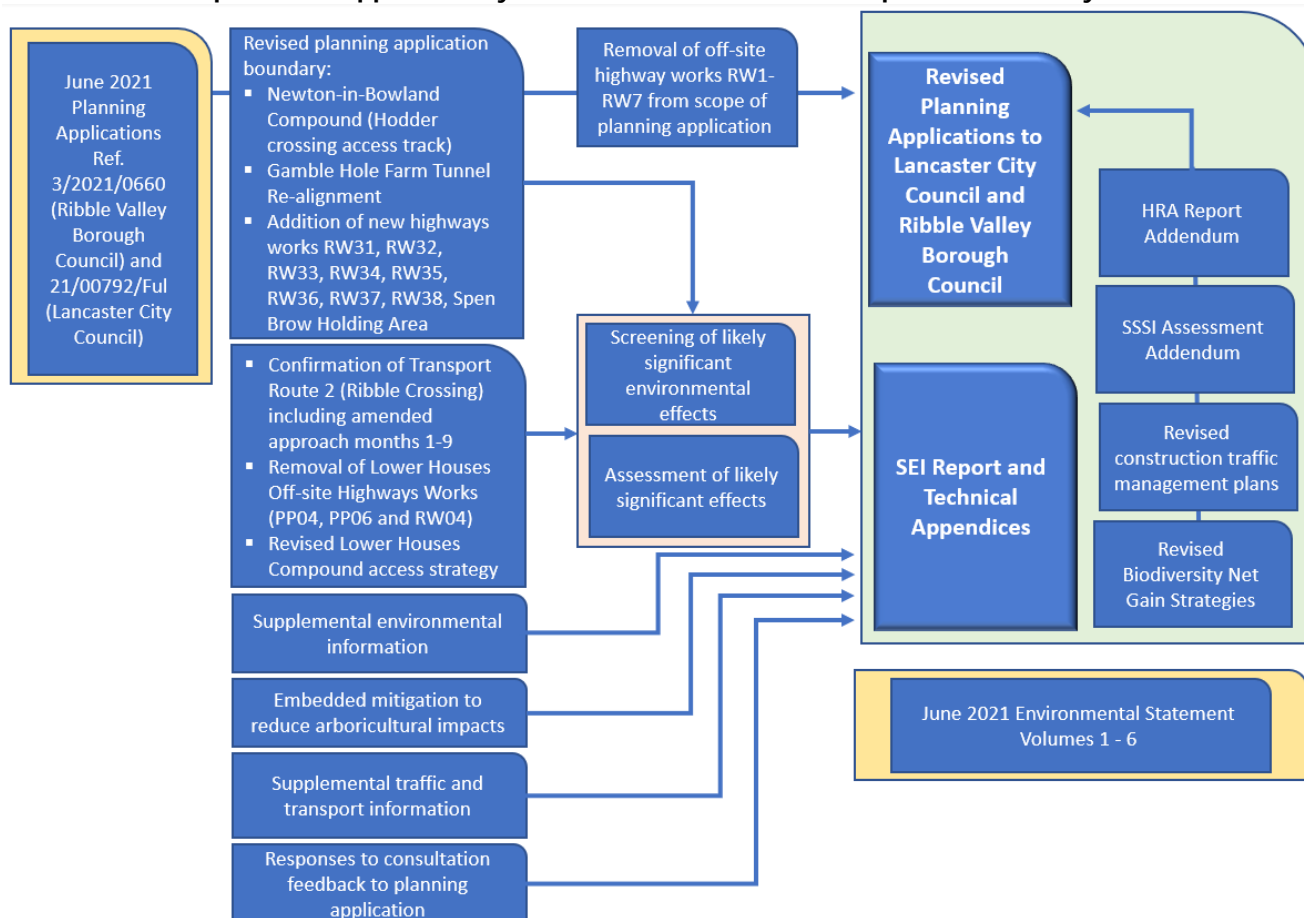 June 2021
Planning
Applications
Ref.
3/2021/0660
(Ribble Valley
Borough
Council) and
21/00792/Ful
(Lancaster City
Council)
Revised planning application
boundary:
▪ Newton-in-Bowland
Compound (Hodder
crossing access track)
▪ Gamble Hole Farm Tunnel
Re-alignment
▪ Addition of new highways
works RW31, RW32,
RW33, RW34, RW35,
RW36, RW37, RW38, Spen
Brow Holding Area
▪ Confirmation of Transport
Route 2 (Ribble Crossing)
including amended
approach months 1-9
▪ Removal of Lower Houses
Off-site Highways Works
(PP04, PP06 and RW04)
▪ Revised Lower Houses
Compound access strategy
Supplemental environmental
information
Embedded mitigation to
reduce arboricultural impacts
Supplemental traffic and
transport information
Responses to consultation
feedback to planning
application
Removal of off-site
highway works RW1-
RW7 from scope of
planning application
Screening of likely
significant
environmental
effects
Assessment of likely
significant effects
Revised
Planning
Applications to
Lancaster City
Council and
Ribble Valley
Borough
Council
SEI Report and
Technical
Appendices
HRA Report
Addendum
SSSI Assessment
Addendum
Revised
construction traffic
management plans
Revised
Biodiversity Net
Gain Strategies
June 2021 Environmental Statement
Volumes 1 - 6